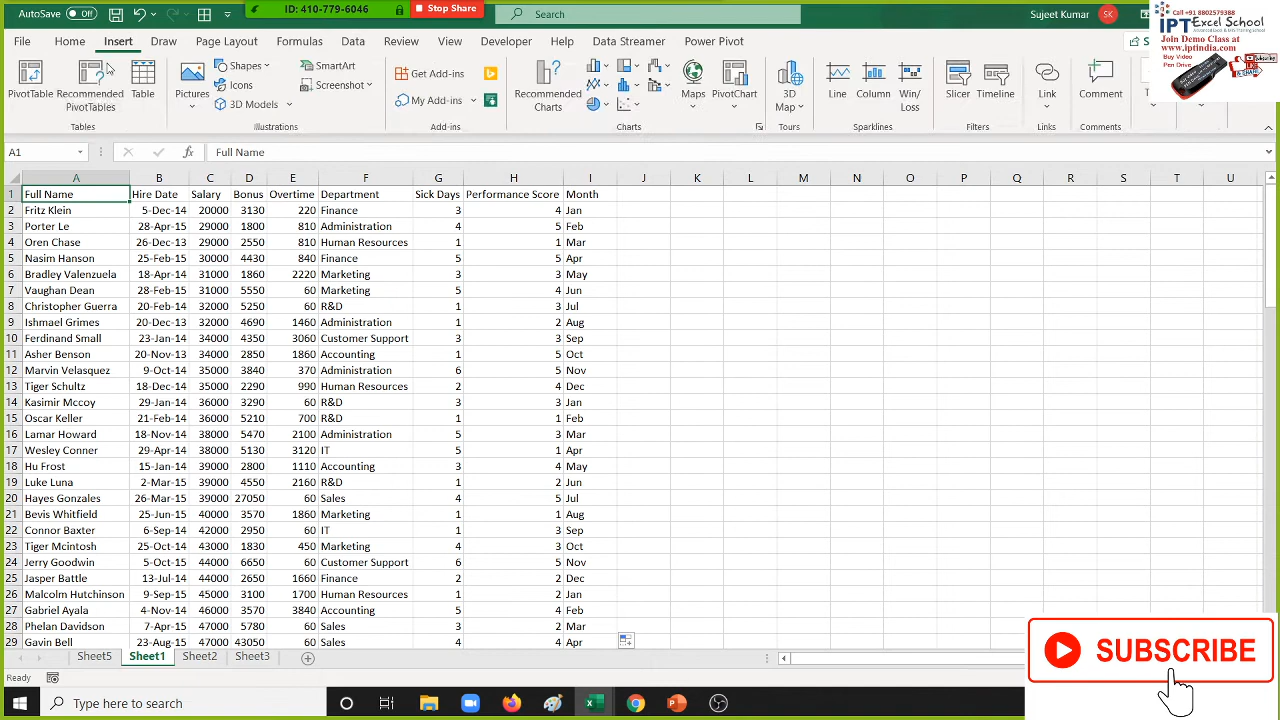 AutoSave Off
ID: 410-779-6046 Stop Share
Search
Sujeet Kumar SK
File Home Insert Draw Page Layout Formulas Data Review View Help Data Streamer Power Pivot
PivotTable Recommended PivotTables Table
Pictures Shapes Icons 3D Models SmartArt Screenshot
Get Add-ins My Add-ins
Recommended Charts Maps PivotChart
3D Map Line Column Win/Loss
Slicer Timeline Link Comment
Tables Illustrations Add-ins Charts Tours Sparklines Filters Links Comments
Call +91 8802579388
IPT Excel School
Join Demo Class at
www.iptindia.com
Buy Video
Pen Drive
A1 fx Full Name
A B C D E F G H I J K L M N O P Q R S T U
1 Full Name Hire Date Salary Bonus Overtime Department Sick Days Performance Score Month
2 Fritz Klein 5-Dec-14 20000 3130 220 Finance 3 4 Jan
3 Porter Le 28-Apr-15 29000 1800 810 Administration 4 5 Feb
4 Oren Chase 26-Dec-13 29000 2550 810 Human Resources 1 1 Mar
5 Nasim Hanson 25-Feb-15 30000 4430 840 Finance 5 5 Apr
6 Bradley Valenzuela 18-Apr-14 31000 1860 2220 Marketing 3 3 May
7 Vaughan Dean 28-Feb-15 31000 5550 60 Marketing 5 4 Jun
8 Christopher Guerra 20-Feb-14 32000 5250 60 R&D 1 3 Jul
9 Ishmael Grimes 20-Dec-13 32000 4690 1460 Administration 1 2 Aug
10 Ferdinand Small 23-Jan-14 34000 4350 3060 Customer Support 3 3 Sep
11 Asher Benson 20-Nov-13 34000 2850 1860 Accounting 1 5 Oct
12 Marvin Velasquez 9-Oct-14 35000 3840 370 Administration 6 5 Nov
13 Tiger Schultz 18-Dec-14 35000 2290 990 Human Resources 2 4 Dec
14 Kasimir Mccoy 29-Jan-14 36000 3290 60 R&D 3 3 Jan
15 Oscar Keller 21-Feb-14 36000 5210 700 R&D 1 1 Feb
16 Lamar Howard 18-Nov-14 38000 5470 2100 Administration 5 3 Mar
17 Wesley Conner 29-Apr-14 38000 5130 3120 IT 5 1 Apr
18 Hu Frost 15-Jan-14 39000 2800 1110 Accounting 3 4 May
19 Luke Luna 2-Mar-15 39000 4550 2160 R&D 1 2 Jun
20 Hayes Gonzales 26-Mar-15 39000 27050 60 Sales 4 5 Jul
21 Bevis Whitfield 25-Jun-15 40000 3570 1860 Marketing 1 1 Aug
22 Connor Baxter 6-Sep-14 42000 2950 60 IT 1 3 Sep
23 Tiger Mcintosh 25-Oct-14 43000 1830 450 Marketing 4 3 Oct
24 Jerry Goodwin 5-Oct-15 44000 6650 60 Customer Support 6 5 Nov
25 Jasper Battle 13-Jul-14 44000 2650 1660 Finance 2 2 Dec
26 Malcolm Hutchinson 9-Sep-15 45000 3100 1700 Human Resources 1 2 Jan
27 Gabriel Ayala 4-Nov-14 46000 3570 3840 Accounting 5 4 Feb
28 Phelan Davidson 7-Apr-15 47000 5780 60 Sales 3 2 Mar
29 Gavin Bell 23-Aug-15 47000 43050 60 Sales 4 4 Apr
Sheet5 Sheet1 Sheet2 Sheet3
SUBSCRIBE
Ready
Type here to search